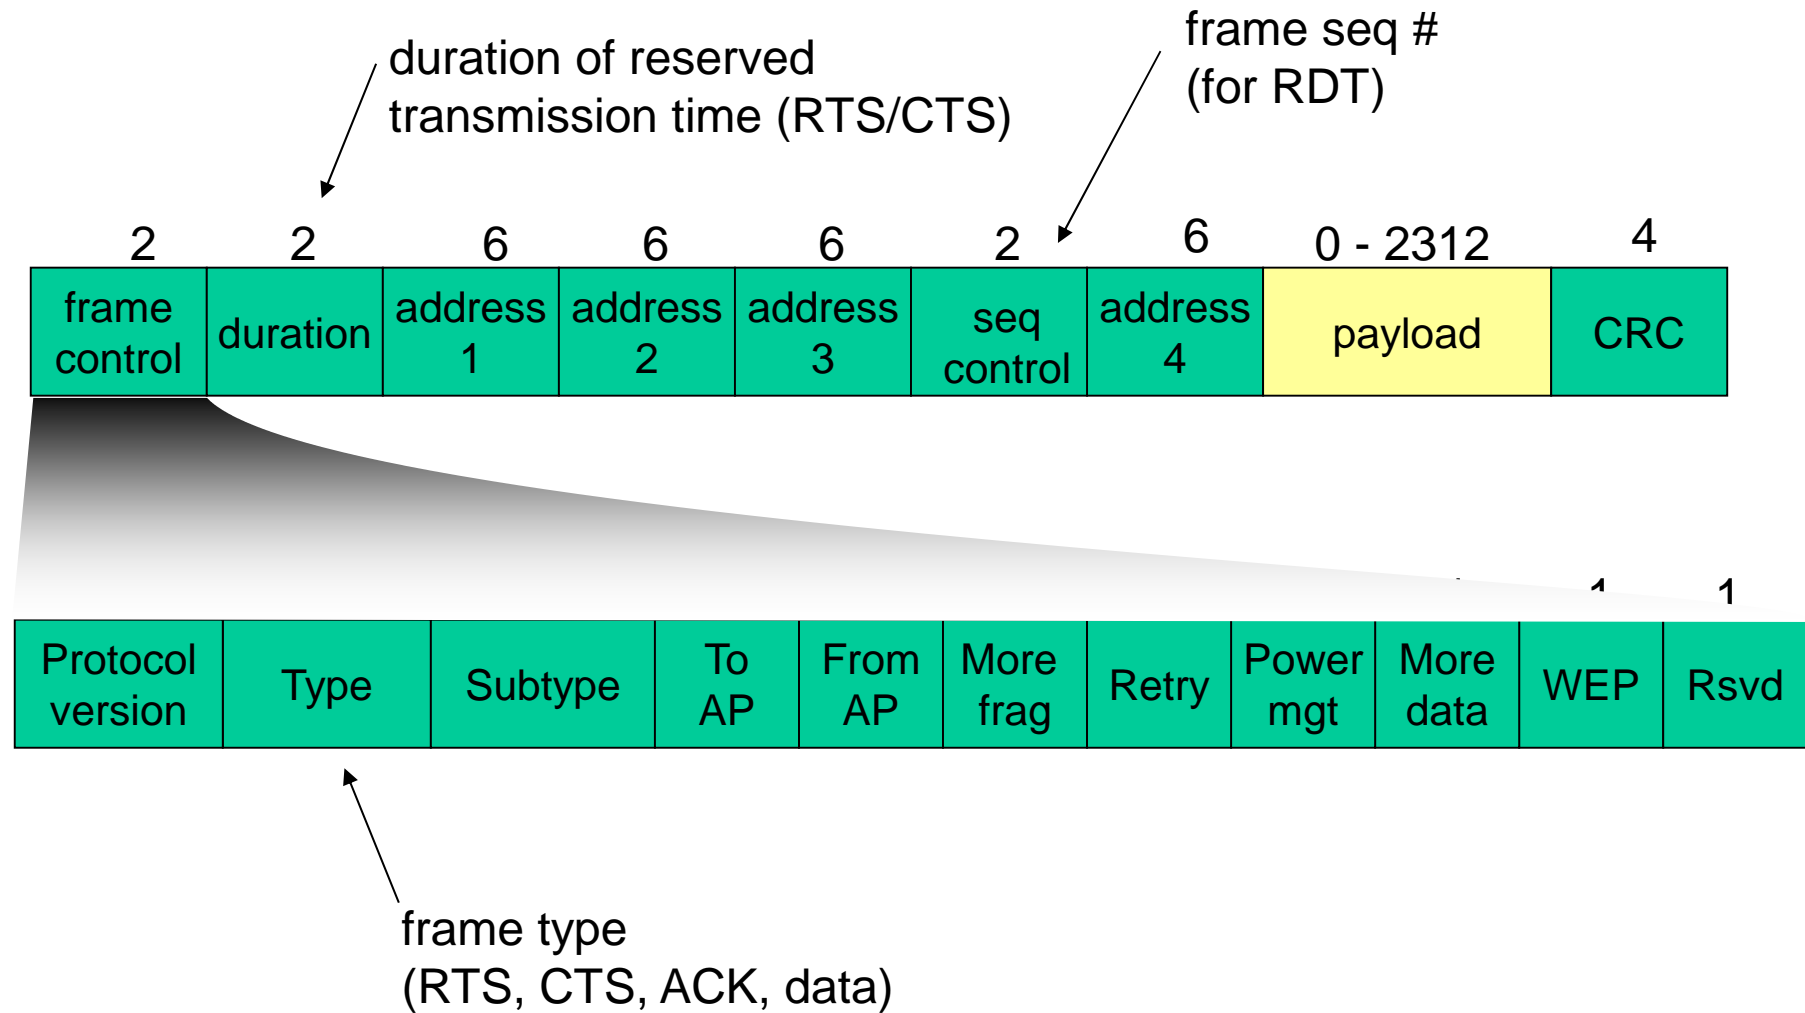 duration of reserved
transmission time (RTS/CTS)
frame seq #
(for RDT)
2 2 6 6 6 2 6 0 - 2312 4
frame control duration address 1 address 2 address 3 seq control address 4 payload CRC
1 1
Protocol version Type Subtype To AP From AP More frag Retry Power mgt More data WEP Rsvd
frame type
(RTS, CTS, ACK, data)